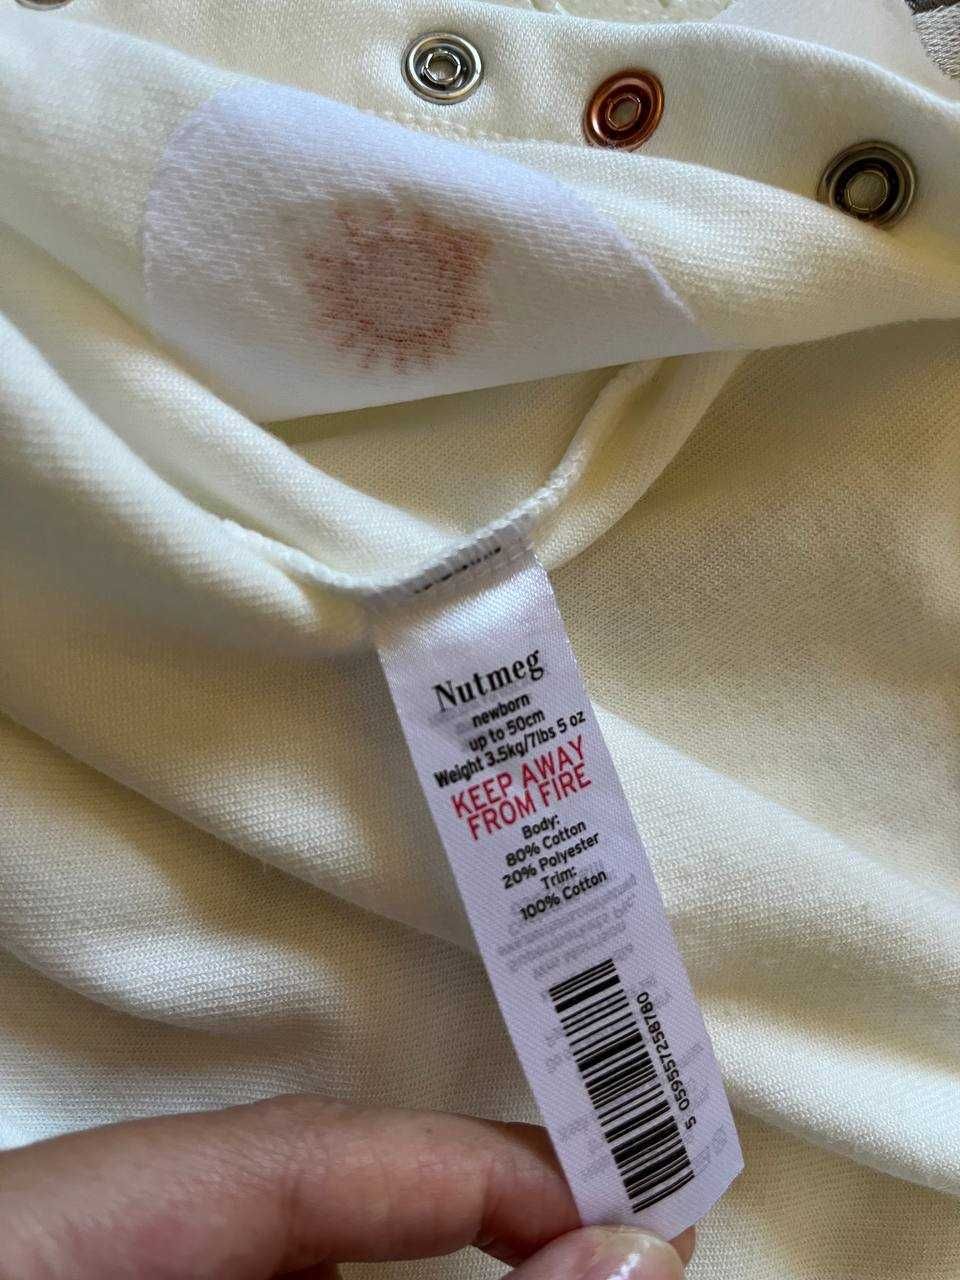 Nutmeg
newborn
up to 50cm
Weight 3.5kg/7lbs 5 oz
KEEP AWAY
FROM FIRE
Body:
80% Cotton
20% Polyester
Trim:
100% Cotton
5 059557258780